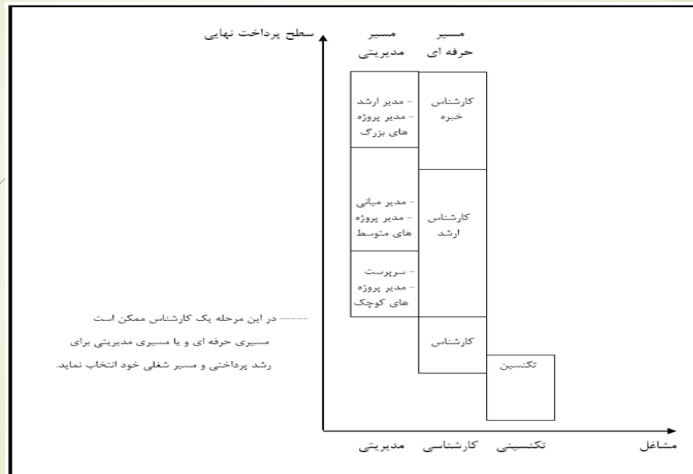 سطح پرداخت نهایی
مسیر
مدیریتی
مسیر
حرفه ای
- مدیر ارشد
- مدیر پروژه
های بزرگ
کارشناس
خبره
- مدیر میانی
- مدیر پروژه
های متوسط
کارشناس
ارشد
- سرپرست
- مدیر پروژه
های کوچک
کارشناس
تکنسین
----- در این مرحله یک کارشناس ممکن است
مسیری حرفه ای و یا مسیری مدیریتی برای
رشد پرداختی و مسیر شغلی خود انتخاب نماید.
مدیریتی
کارشناسی
تکنسینی
مشاغل